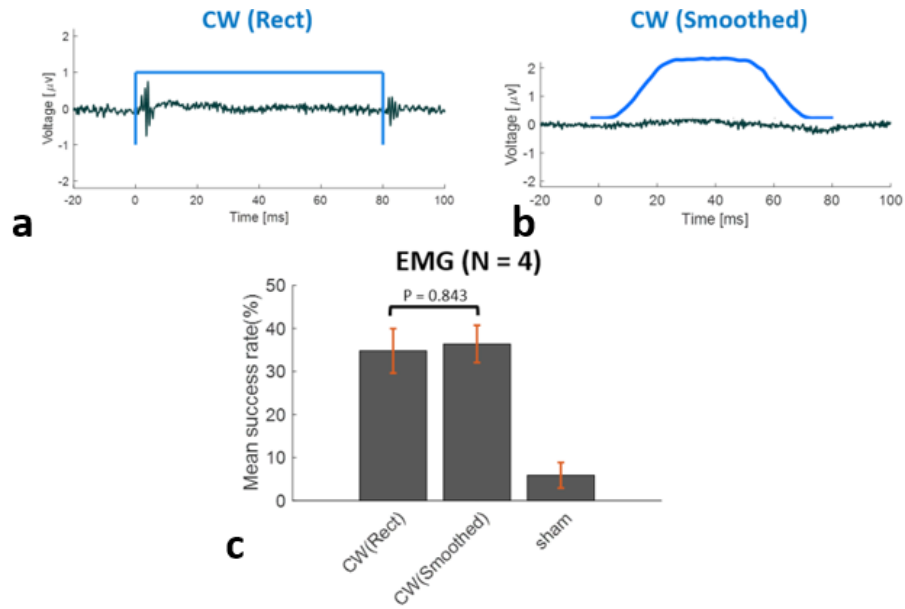 CW (Rect)
2
1
0
-1
-2
Voltage [μv]
-20
0
20
40
60
80
100
Time [ms]
a
CW (Smoothed)
2
1
0
-1
-2
Voltage [μv]
-20
0
20
40
60
80
100
Time [ms]
b
EMG (N = 4)
P = 0.843
50
40
30
20
10
0
Mean success rate(%)
CW(Rect)
CW(Smoothed)
sham
c